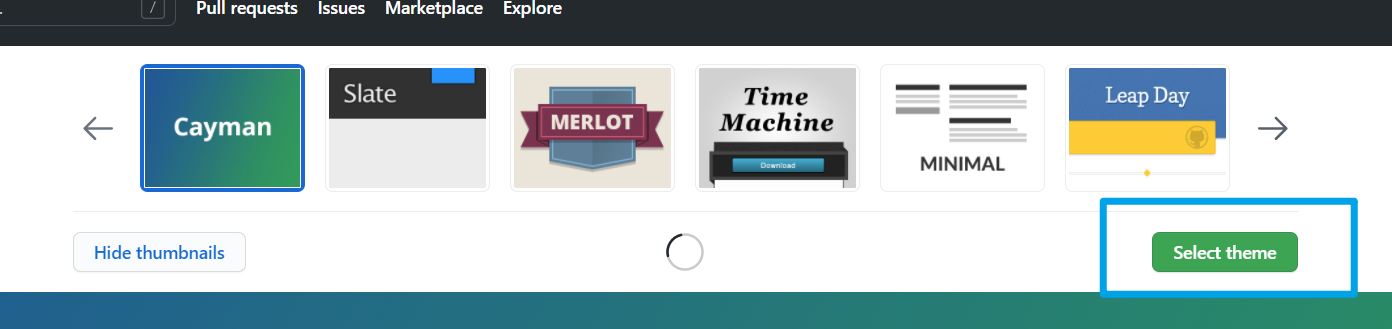 / Pull requests Issues Marketplace Explore
Cayman
Slate
MERLOT
Time
Machine
Download
MINIMAL
Leap Day
Hide thumbnails
Select theme